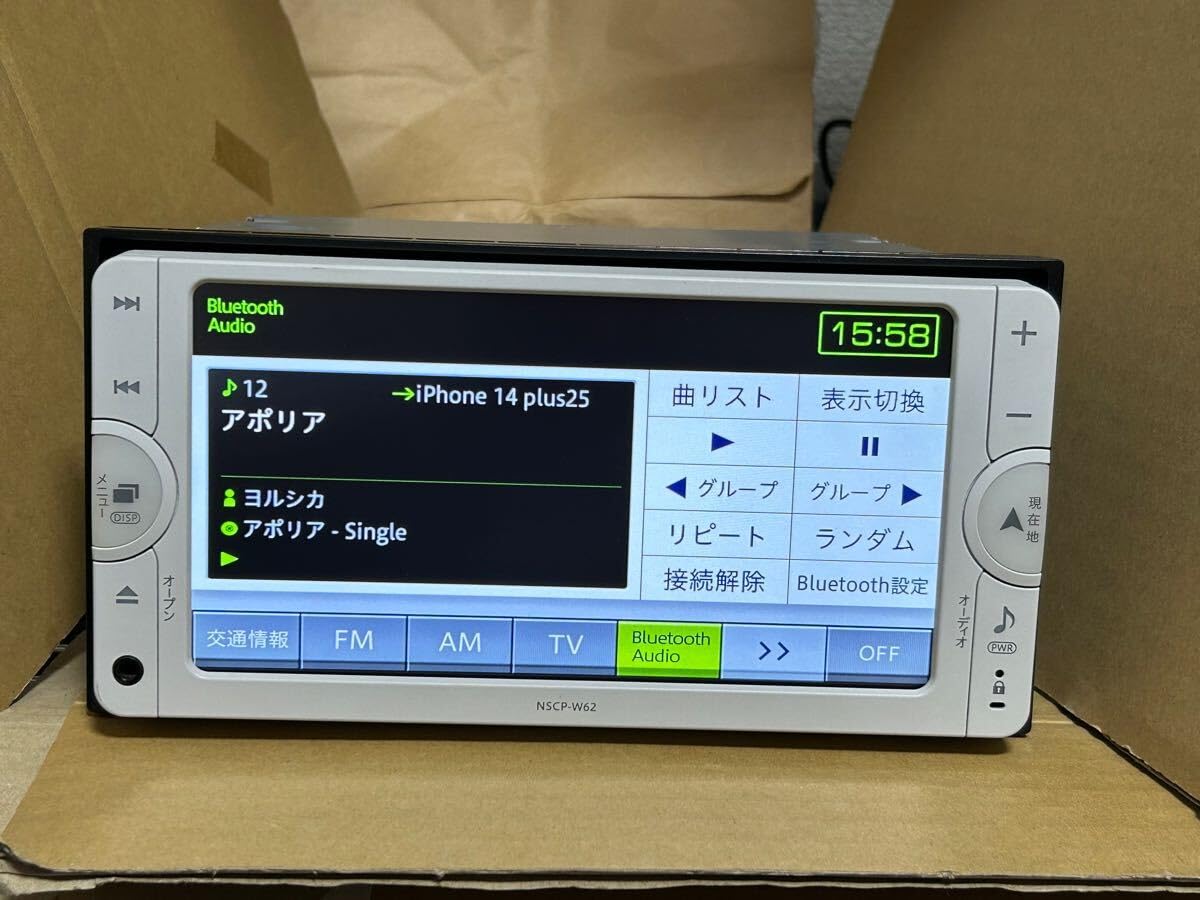 Bluetooth
Audio
15:58
12
→iPhone 14 plus25
アポリア
ヨルシカ
アポリア - Single
曲リスト
表示切換
◀ グループ
グループ ▶
リピート
ランダム
接続解除
Bluetooth設定
交通情報
FM
AM
TV
Bluetooth
Audio
>>
OFF
メニュー
DISP
オープン
+
−
現在地
オーディオ
PWR
NSCP-W62